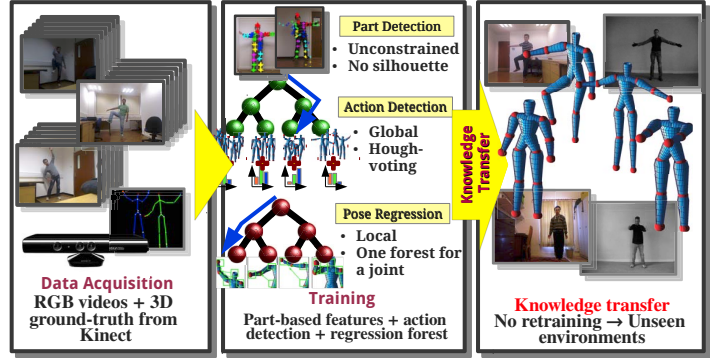 Data Acquisition
RGB videos + 3D
ground-truth from
Kinect
Part Detection
• Unconstrained
• No silhouette
Action Detection
• Global
• Hough-
voting
Pose Regression
• Local
• One forest for
a joint
Training
Part-based features + action
detection + regression forest
Knowledge
Transfer
Knowledge transfer
No retraining → Unseen
environments